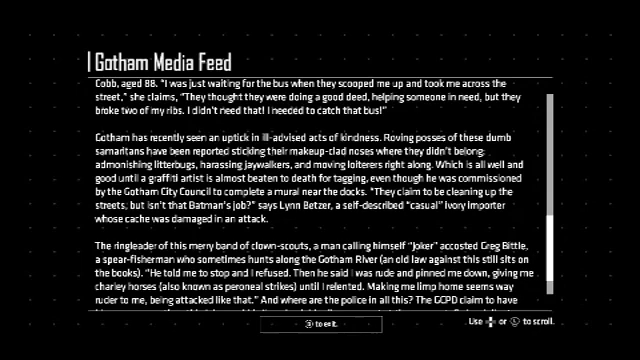 Gotham Media Feed
Cobb, aged 88. “I was just waiting for the bus when they scooped me up and took me across the
street,” she claims, “They thought they were doing a good deed, helping someone in need, but they
broke two of my ribs. I didn't need that! I needed to catch that bus!”
Gotham has recently seen an uptick in ill-advised acts of kindness. Roving posses of these dumb
samaritans have been reported sticking their makeup-clad noses where they didn't belong;
admonishing litterbugs, harassing jaywalkers, and moving loiterers right along. Which is all well and
good until a graffiti artist is almost beaten to death for tagging, even though he was commissioned
by the Gotham City Council to complete a mural near the docks. “They claim to be cleaning up the
streets, but isn't that Batman's job?” says Lynn Betzer, a self-described “casual” ivory importer
whose cache was damaged in an attack.
The ringleader of this merry band of clown-scouts, a man calling himself “Joker” accosted Greg Bittle,
a spear-fisherman who sometimes hunts along the Gotham River (an old law against this still sits on
the books). “He told me to stop and I refused. Then he said I was rude and pinned me down, giving me
charley horses (also known as peroneal strikes) until I relented. Making me limp home seems way
ruder to me, being attacked like that.” And where are the police in all this? The GCPD claim to have
to exit.
Use or to scroll.